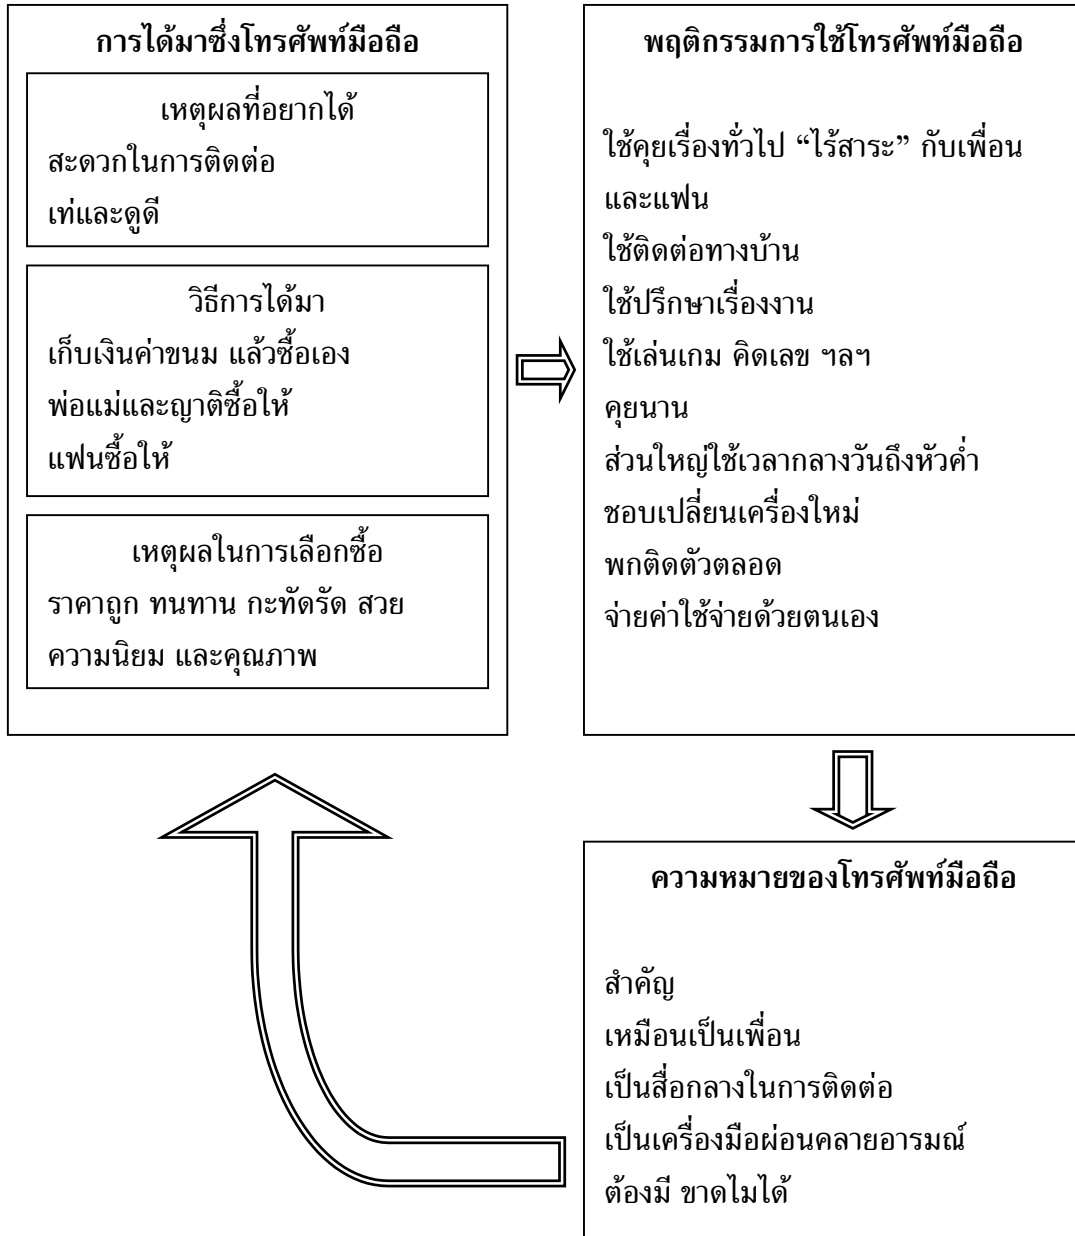 การได้มาซึ่งโทรศัพท์มือถือ
เหตุผลที่อยากได้
สะดวกในการติดต่อ
เท่และดูดี
วิธีการได้มา
เก็บเงินค่าขนม แล้วซื้อเอง
พ่อแม่และญาติซื้อให้
แฟนซื้อให้
เหตุผลในการเลือกซื้อ
ราคาถูก ทนทาน กะทัดรัด สวย
ความนิยม และคุณภาพ
พฤติกรรมการใช้โทรศัพท์มือถือ
ใช้คุยเรื่องทั่วไป “ไร้สาระ” กับเพื่อน
และแฟน
ใช้ติดต่อทางบ้าน
ใช้ปรึกษาเรื่องงาน
ใช้เล่นเกม คิดเลข ฯลฯ
คุยนาน
ส่วนใหญ่ใช้เวลากลางวันถึงหัวค่ำ
ชอบเปลี่ยนเครื่องใหม่
พกติดตัวตลอด
จ่ายค่าใช้จ่ายด้วยตนเอง
ความหมายของโทรศัพท์มือถือ
สำคัญ
เหมือนเป็นเพื่อน
เป็นสื่อกลางในการติดต่อ
เป็นเครื่องมือผ่อนคลายอารมณ์
ต้องมี ขาดไมได้